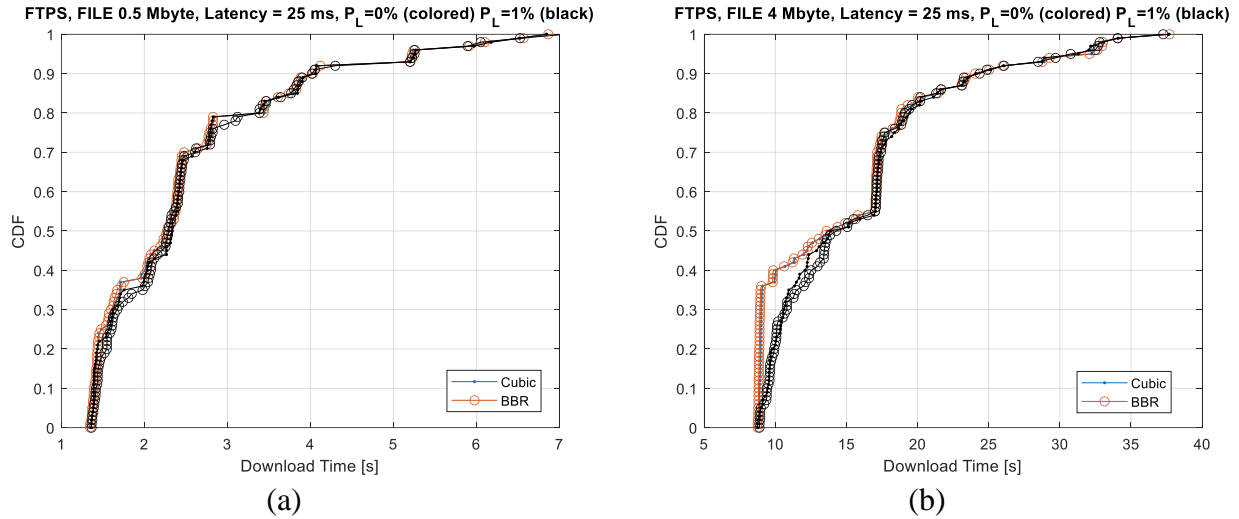 FTPS, FILE 0.5 Mbyte, Latency = 25 ms, P_L=0% (colored) P_L=1% (black)
1
0.9
0.8
0.7
0.6
0.5
0.4
0.3
0.2
0.1
0
CDF
1 2 3 4 5 6 7
Download Time [s]
Cubic
BBR
(a)
FTPS, FILE 4 Mbyte, Latency = 25 ms, P_L=0% (colored) P_L=1% (black)
1
0.9
0.8
0.7
0.6
0.5
0.4
0.3
0.2
0.1
0
CDF
5 10 15 20 25 30 35 40
Download Time [s]
Cubic
BBR
(b)